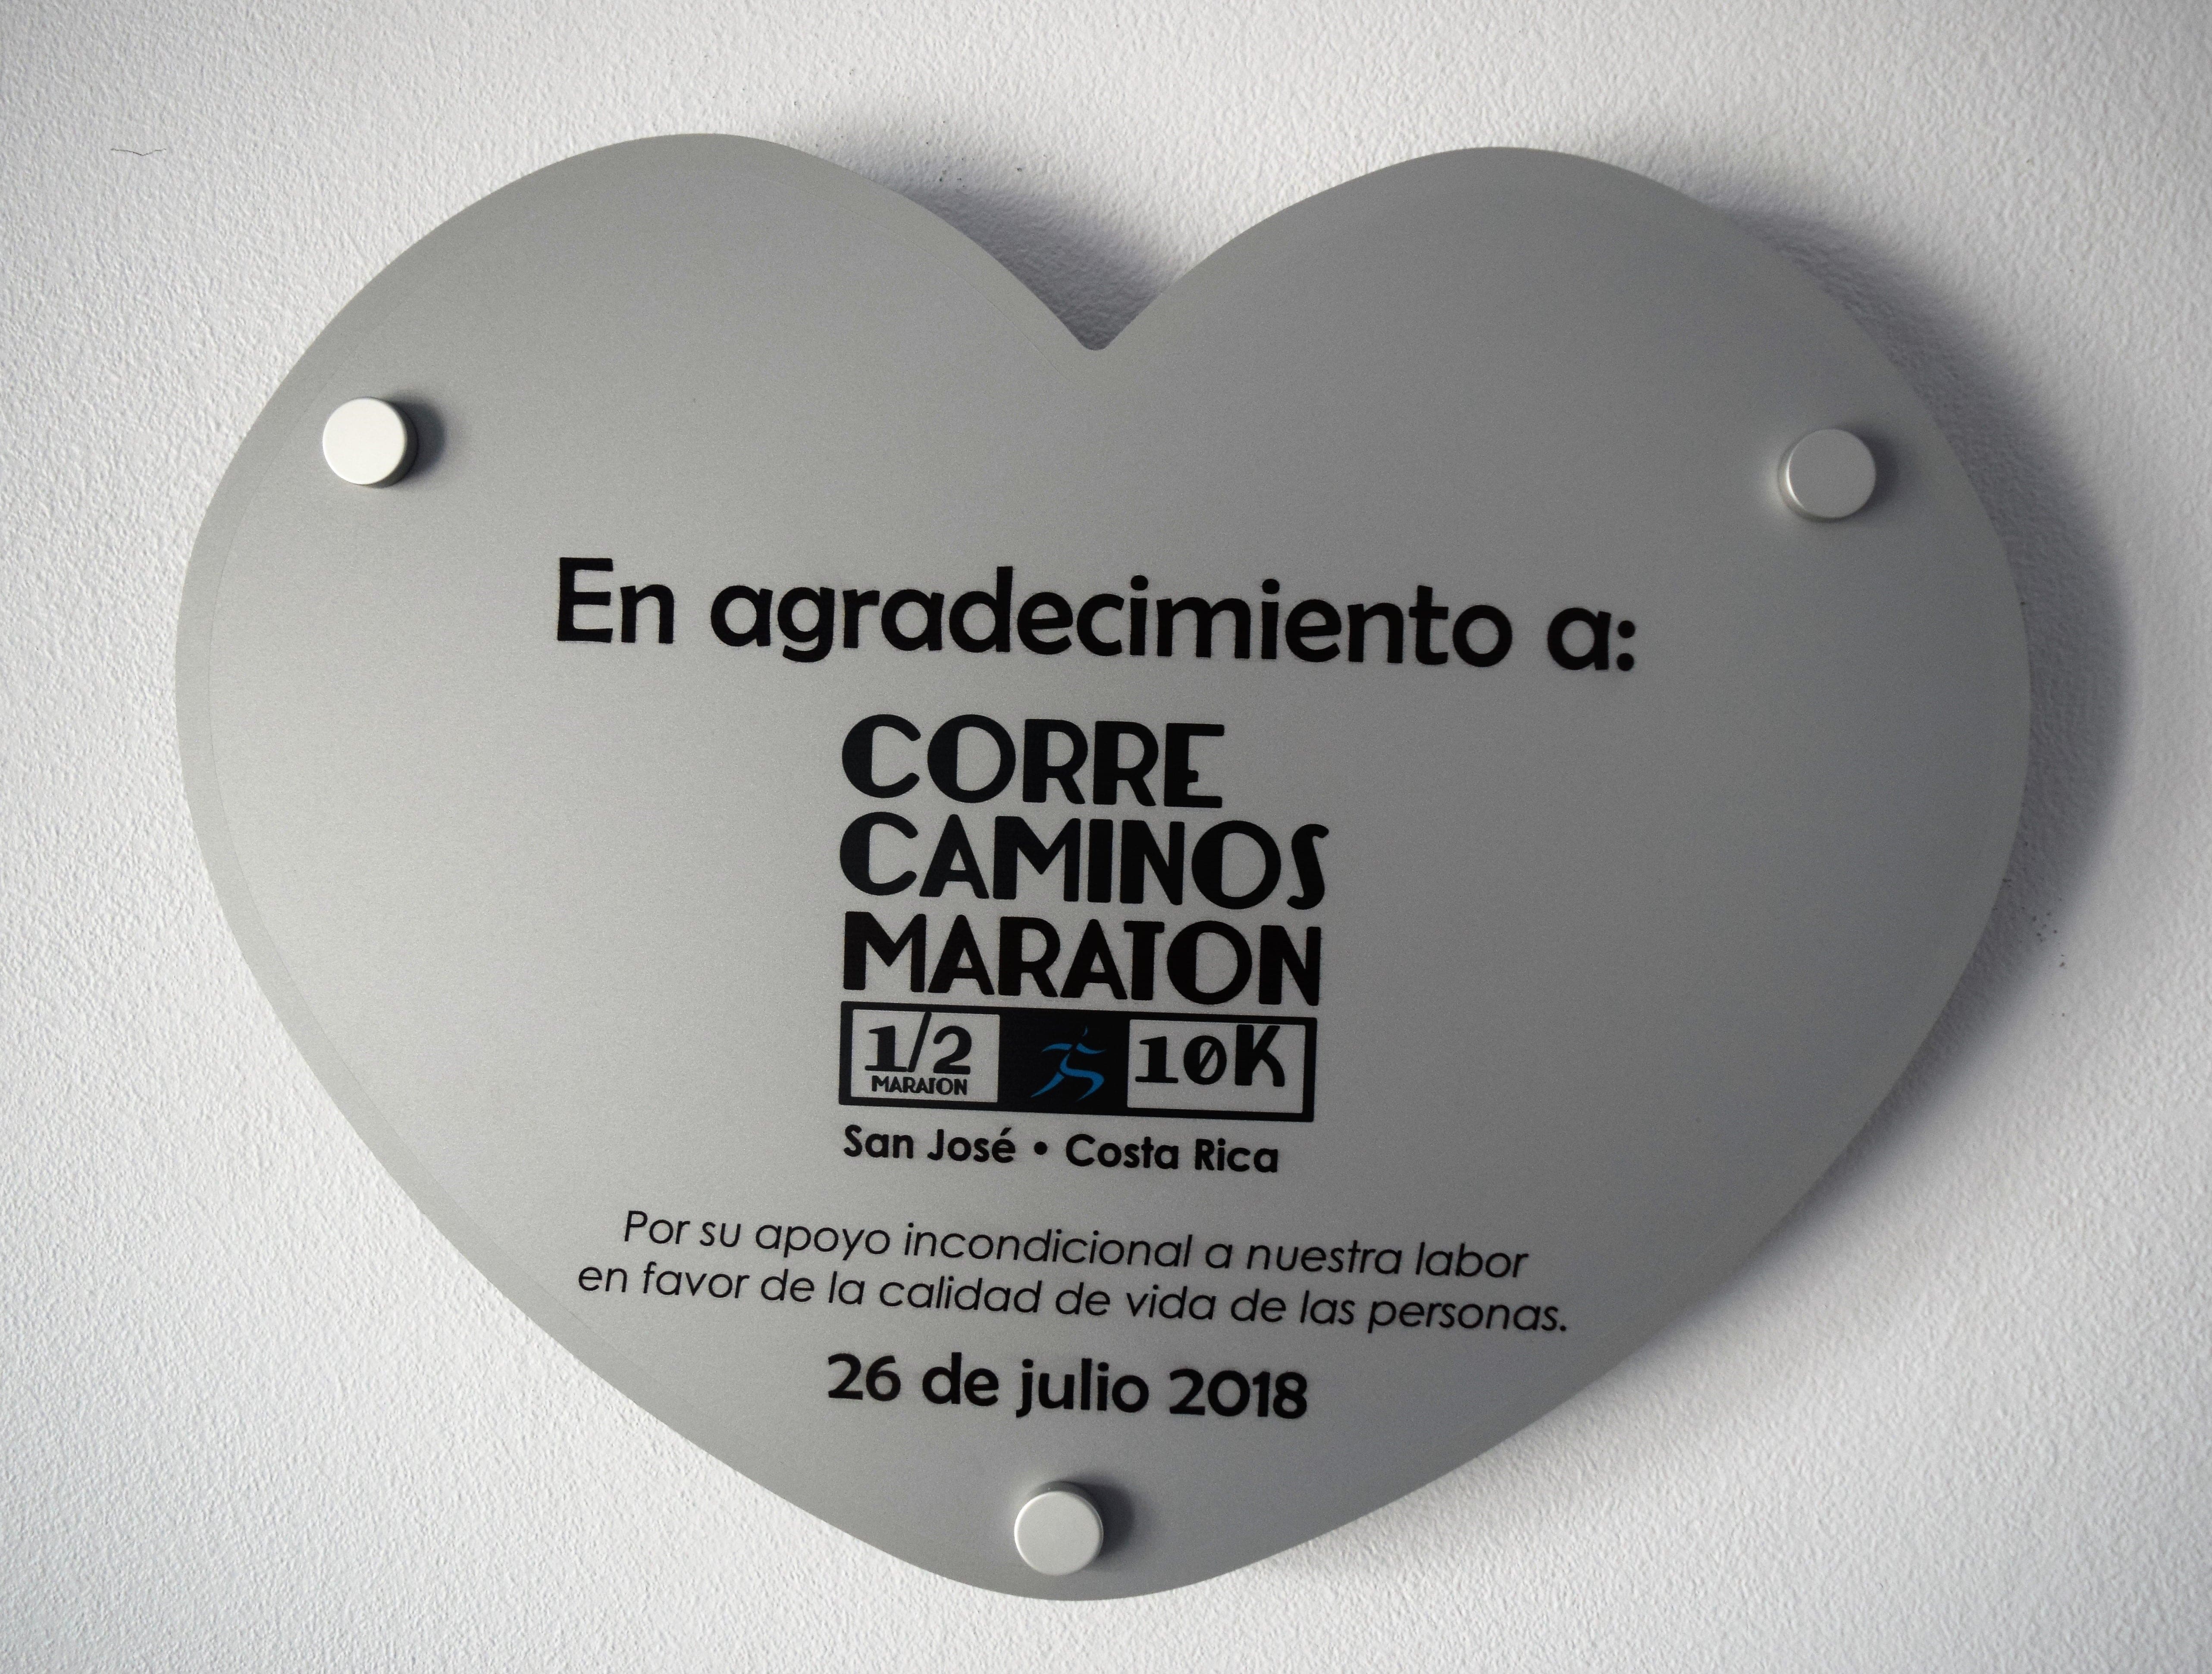 En agradecimiento a:
CORRE
CAMINOS
MARATON
1/2 10K
MARATON
San José • Costa Rica
Por su apoyo incondicional a nuestra labor
en favor de la calidad de vida de las personas.
26 de julio 2018